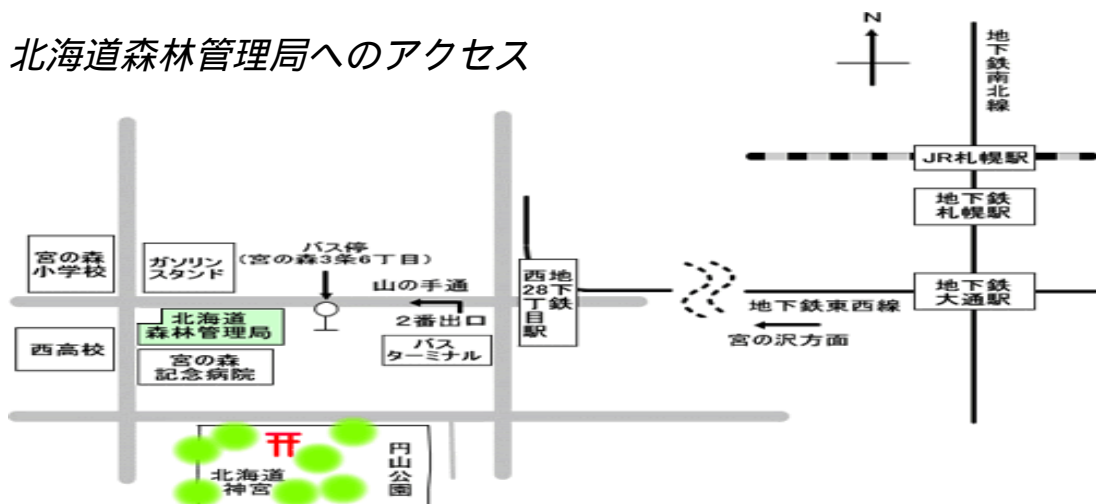 北海道森林管理局へのアクセス
N
地下鉄南北線
JR札幌駅
地下鉄
札幌駅
宮の森
小学校
ガソリン
スタンド
バス停
(宮の森3条6丁目)
山の手通
地下鉄
西28丁目駅
地下鉄
大通駅
地下鉄東西線
宮の沢方面
北海道
森林管理局
2番出口
西高校
バス
ターミナル
宮の森
記念病院
北海道
神宮
円山公園